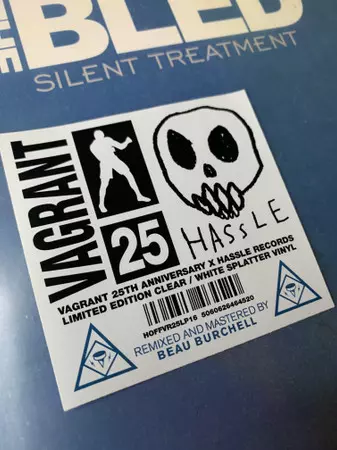 THE
BLED
SILENT TREATMENT
VAGRANT
25
HASSLE
VAGRANT 25TH ANNIVERSARY X HASSLE RECORDS
LIMITED EDITION CLEAR / WHITE SPLATTER VINYL
HOFFVR25LP16 5060626464520
REMIXED AND MASTERED BY
BEAU BURCHELL